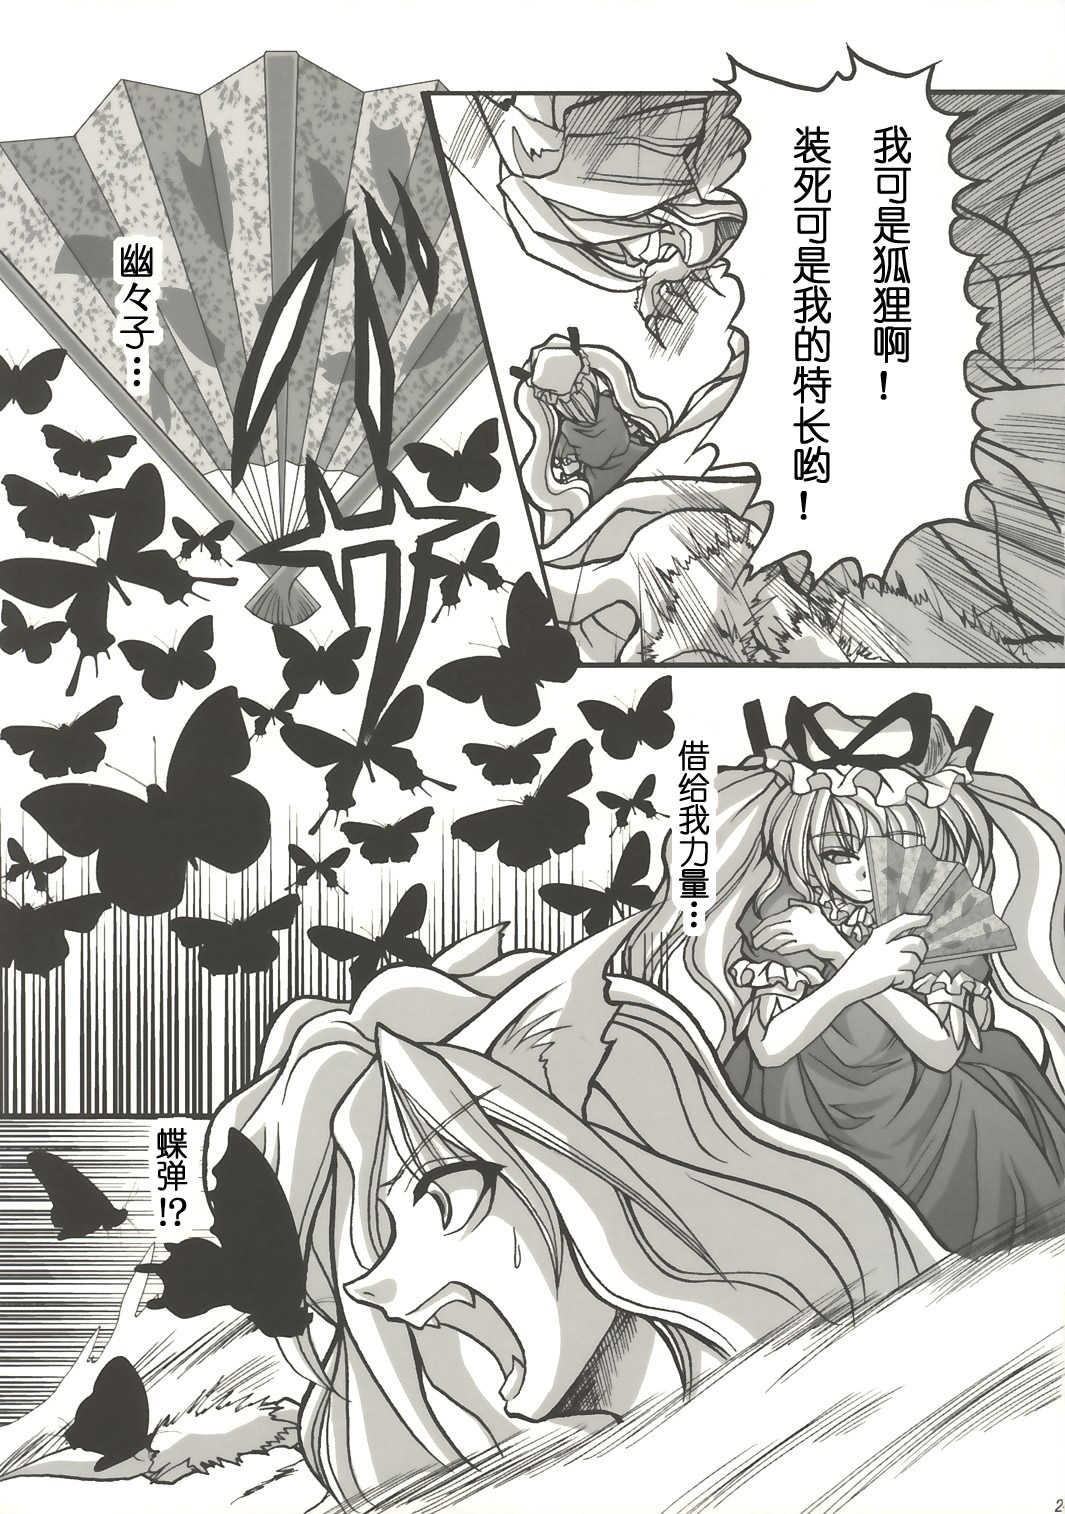 我可是狐狸啊！
装死可是我的特长哟！
幽々子…
借给我力量…
蝶弹!?